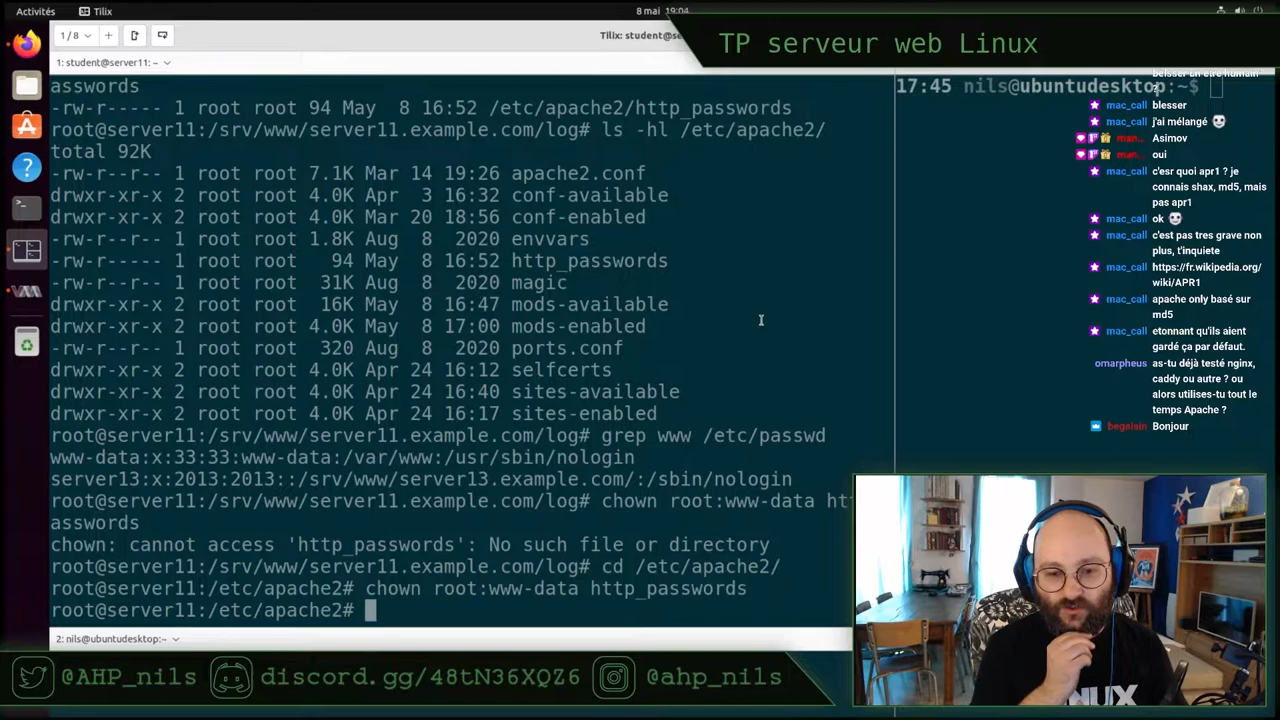 Activités
Tilix
8 mai 19:04
1/8
Tilix: student@se
TP serveur web Linux
1: student@server11: ~
asswords
-rw-r----- 1 root root 94 May  8 16:52 /etc/apache2/http_passwords
root@server11:/srv/www/server11.example.com/log# ls -hl /etc/apache2/
total 92K
-rw-r--r-- 1 root root 7.1K Mar 14 19:26 apache2.conf
drwxr-xr-x 2 root root 4.0K Apr  3 16:32 conf-available
drwxr-xr-x 2 root root 4.0K Mar 20 18:56 conf-enabled
-rw-r--r-- 1 root root 1.8K Aug  8  2020 envvars
-rw-r----- 1 root root   94 May  8 16:52 http_passwords
-rw-r--r-- 1 root root  31K Aug  8  2020 magic
drwxr-xr-x 2 root root  16K May  8 16:47 mods-available
drwxr-xr-x 2 root root 4.0K May  8 17:00 mods-enabled
-rw-r--r-- 1 root root  320 Aug  8  2020 ports.conf
drwxr-xr-x 2 root root 4.0K Apr 24 16:12 selfcerts
drwxr-xr-x 2 root root 4.0K Apr 24 16:40 sites-available
drwxr-xr-x 2 root root 4.0K Apr 24 16:17 sites-enabled
root@server11:/srv/www/server11.example.com/log# grep www /etc/passwd
www-data:x:33:33:www-data:/var/www:/usr/sbin/nologin
server13:x:2013:2013::/srv/www/server13.example.com/:/sbin/nologin
root@server11:/srv/www/server11.example.com/log# chown root:www-data htt
asswords
chown: cannot access 'http_passwords': No such file or directory
root@server11:/srv/www/server11.example.com/log# cd /etc/apache2/
root@server11:/etc/apache2# chown root:www-data http_passwords
root@server11:/etc/apache2#
2: nils@ubuntudesktop:~
17:45 nils@ubuntudesktop:~$
blesser un être humain
?
mac_call blesser
mac_call j'ai mélangé
man... Asimov
man... oui
mac_call c'esr quoi apr1 ? je
connais shax, md5, mais
pas apr1
mac_call ok
mac_call c'est pas tres grave non
plus, t'inquiete
mac_call https://fr.wikipedia.org/
wiki/APR1
mac_call apache only basé sur
md5
mac_call etonnant qu'ils aient
gardé ça par défaut.
omarpheus as-tu déjà testé nginx,
caddy ou autre ? ou
alors utilises-tu tout le
temps Apache ?
begalsin Bonjour
@AHP_nils
discord.gg/48tN36XQZ6
@ahp_nils